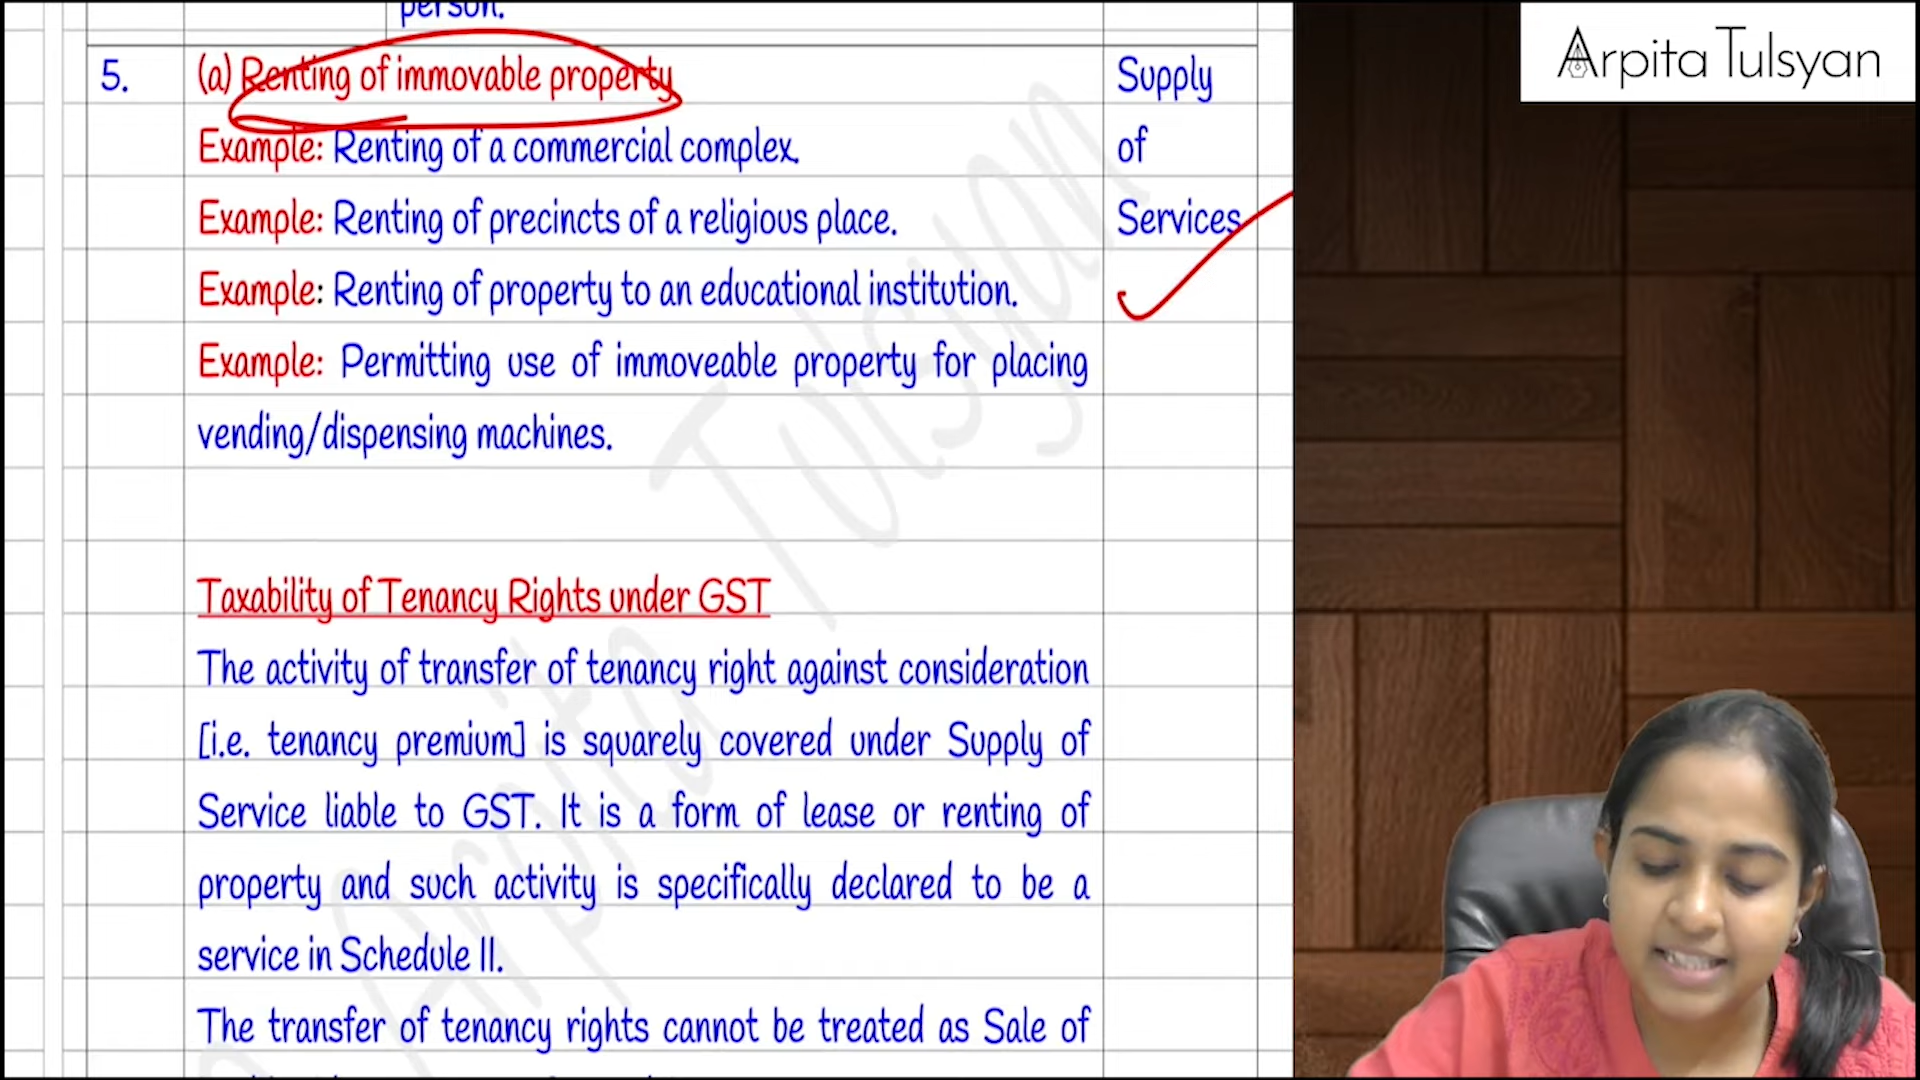 person.
Arpita Tulsyan
5. (a) Renting of immovable property Supply
Example: Renting of a commercial complex. of
Example: Renting of precincts of a religious place. Services
Example: Renting of property to an educational institution.
Example: Permitting use of immoveable property for placing
vending/dispensing machines.
Taxability of Tenancy Rights under GST
The activity of transfer of tenancy right against consideration
[i.e. tenancy premium] is squarely covered under Supply of
Service liable to GST. It is a form of lease or renting of
property and such activity is specifically declared to be a
service in Schedule II.
The transfer of tenancy rights cannot be treated as Sale of
Arpita Tulsyan